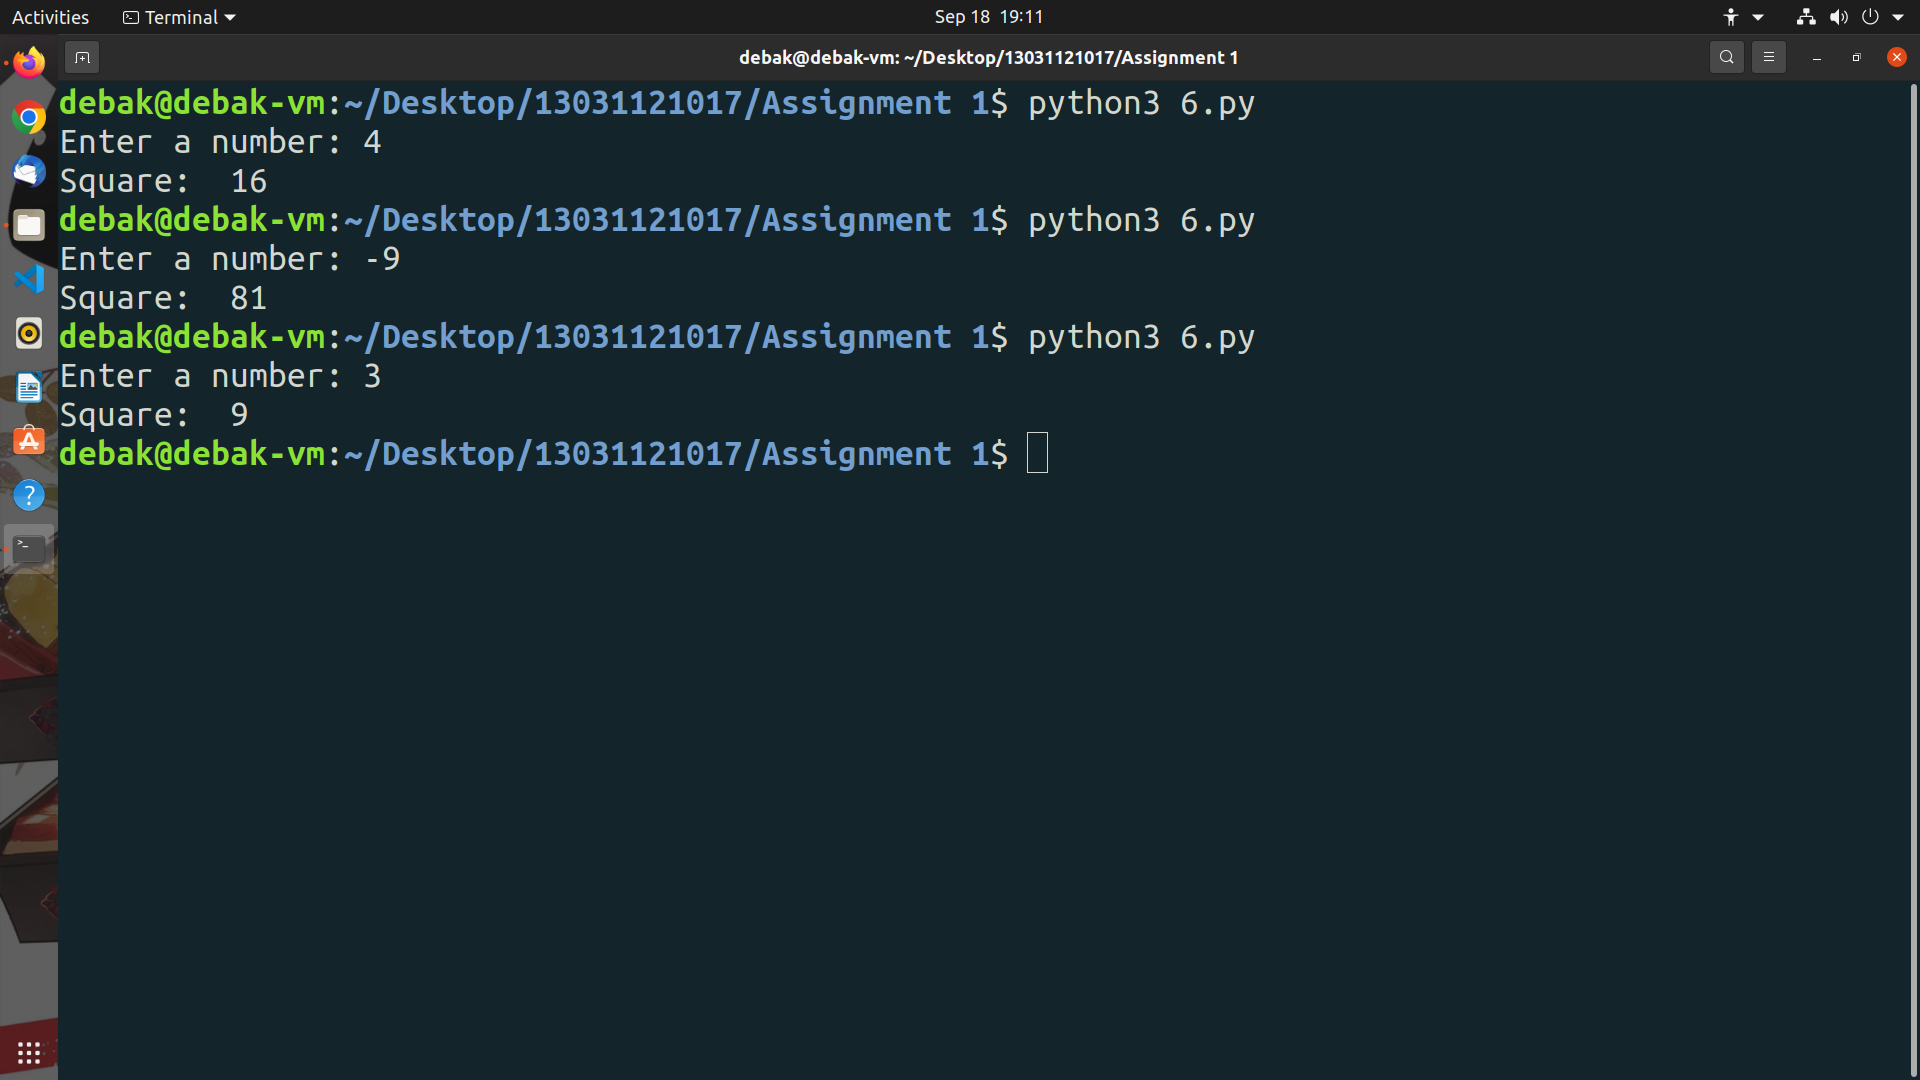 Activities
Terminal
Sep 18  19:11
debak@debak-vm: ~/Desktop/13031121017/Assignment 1
debak@debak-vm:~/Desktop/13031121017/Assignment 1$ python3 6.py
Enter a number: 4
Square:  16
debak@debak-vm:~/Desktop/13031121017/Assignment 1$ python3 6.py
Enter a number: -9
Square:  81
debak@debak-vm:~/Desktop/13031121017/Assignment 1$ python3 6.py
Enter a number: 3
Square:  9
debak@debak-vm:~/Desktop/13031121017/Assignment 1$